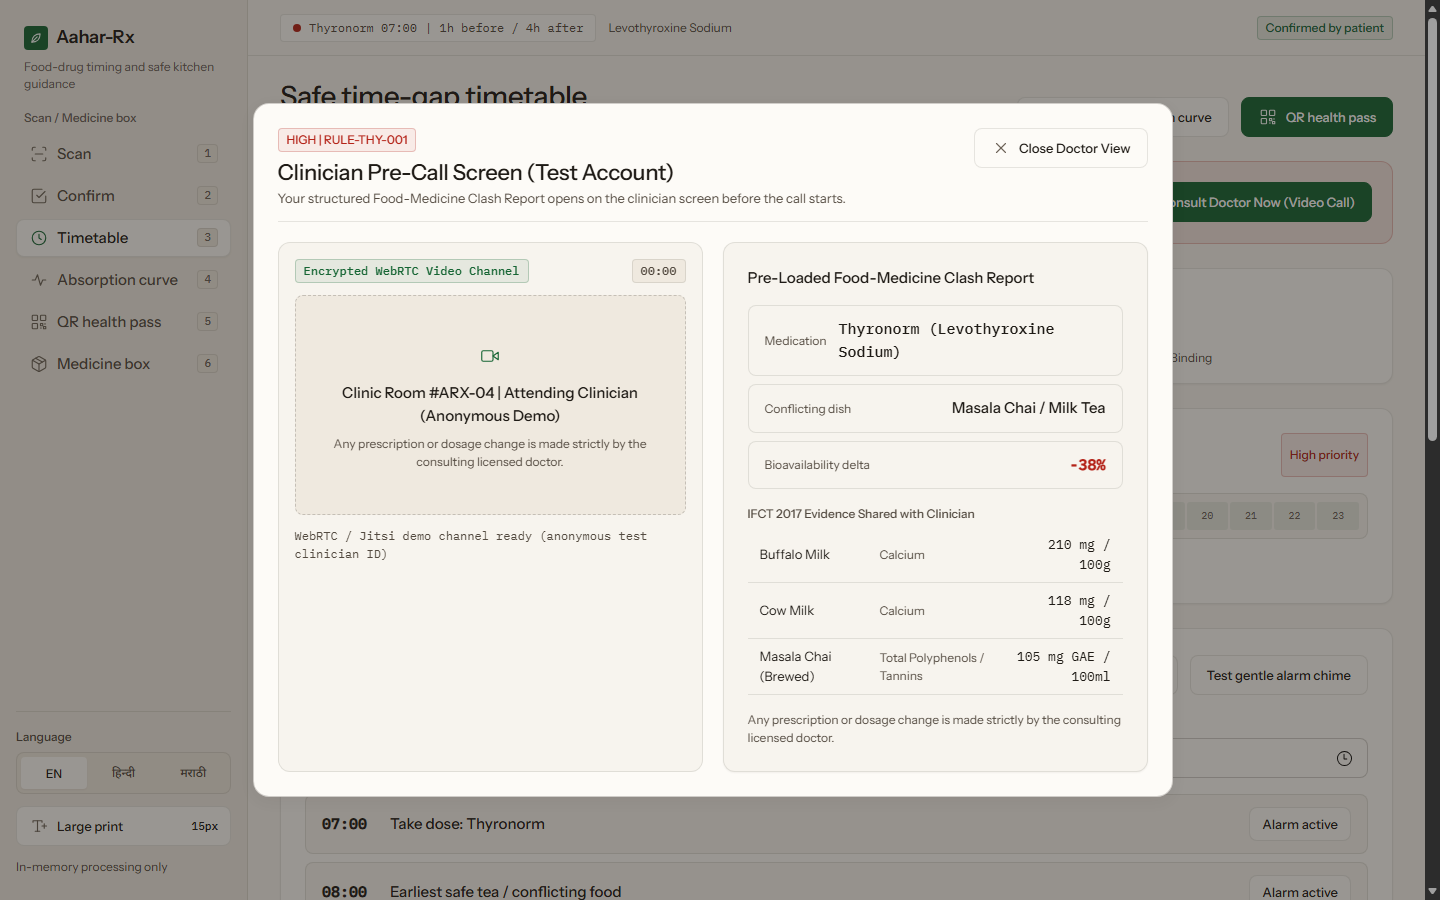 Aahar-Rx
Food-drug timing and safe kitchen
guidance
Scan / Medicine box
Scan 1
Confirm 2
Timetable 3
Absorption curve 4
QR health pass 5
Medicine box 6
Language
EN हिन्दी मराठी
Large print 15px
In-memory processing only
Thyronorm 07:00 | 1h before / 4h after Levothyroxine Sodium
Confirmed by patient
Safe time-gap timetable
curve
QR health pass
nsult Doctor Now (Video Call)
Binding
High priority
20 21 22 23
Test gentle alarm chime
07:00 Take dose: Thyronorm Alarm active
08:00 Earliest safe tea / conflicting food Alarm active
HIGH | RULE-THY-001
Clinician Pre-Call Screen (Test Account)
Your structured Food-Medicine Clash Report opens on the clinician screen before the call starts.
Close Doctor View
Encrypted WebRTC Video Channel 00:00
Clinic Room #ARX-04 | Attending Clinician
(Anonymous Demo)
Any prescription or dosage change is made strictly by the
consulting licensed doctor.
WebRTC / Jitsi demo channel ready (anonymous test
clinician ID)
Pre-Loaded Food-Medicine Clash Report
Medication Thyronorm (Levothyroxine
Sodium)
Conflicting dish Masala Chai / Milk Tea
Bioavailability delta -38%
IFCT 2017 Evidence Shared with Clinician
Buffalo Milk Calcium 210 mg /
100g
Cow Milk Calcium 118 mg /
100g
Masala Chai Total Polyphenols / 105 mg GAE /
(Brewed) Tannins 100ml
Any prescription or dosage change is made strictly by the consulting
licensed doctor.